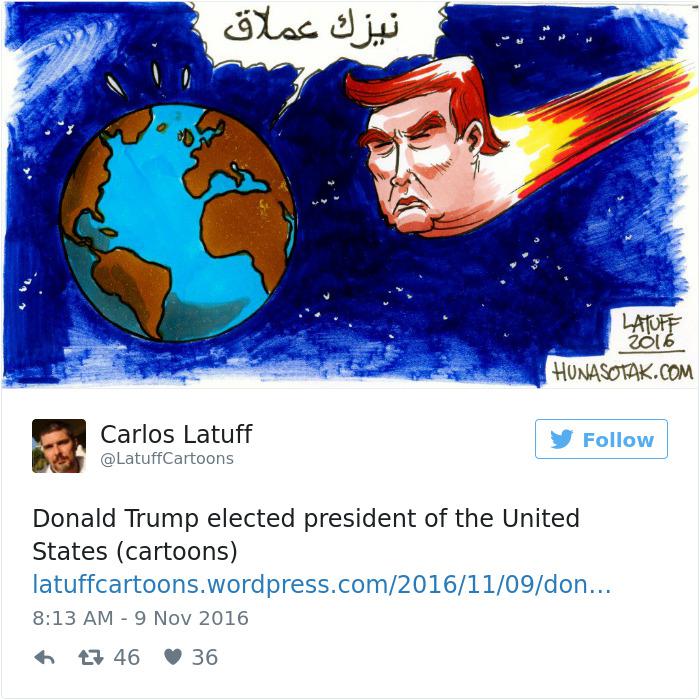 نيزك عملاق
LATUFF
2016
HUNASOTAK.COM
Carlos Latuff
@LatuffCartoons
Follow
Donald Trump elected president of the United
States (cartoons)
latuffcartoons.wordpress.com/2016/11/09/don...
8:13 AM - 9 Nov 2016
46 36